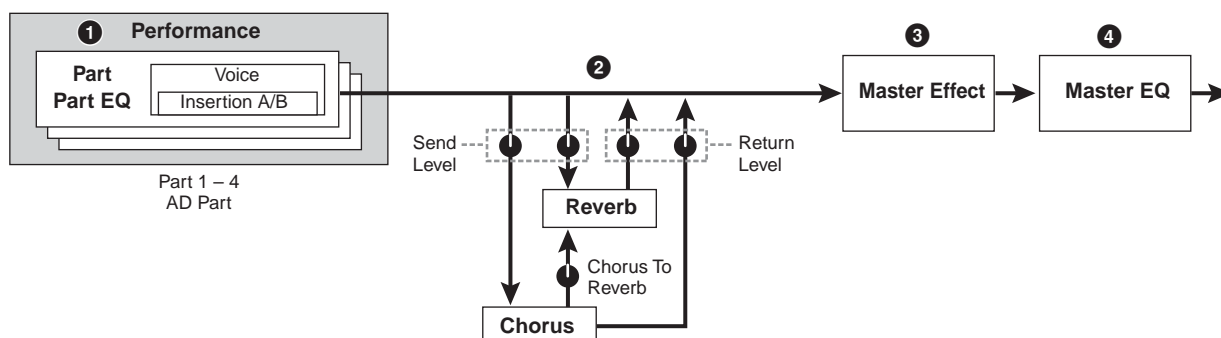 1 Performance
Part
Part EQ
Voice
Insertion A/B
Part 1 – 4
AD Part
2
Send
Level
Return
Level
Reverb
Chorus To
Reverb
Chorus
3
Master Effect
4
Master EQ